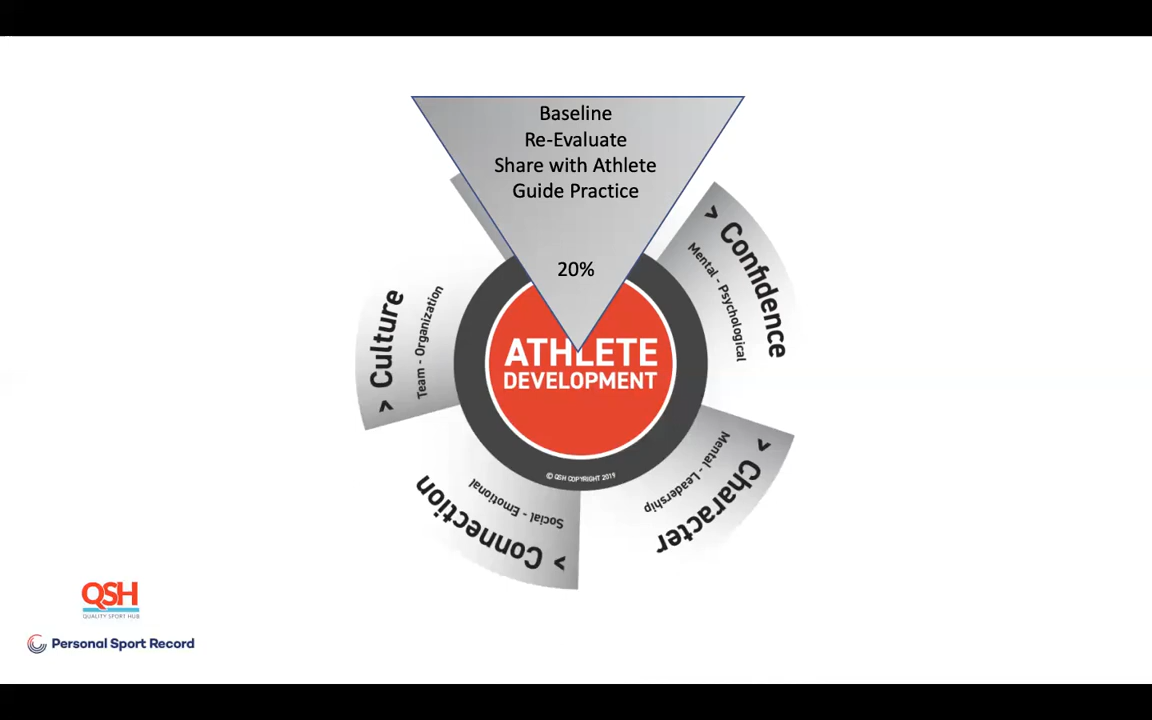 Baseline
Re-Evaluate
Share with Athlete
Guide Practice
20%
> Confidence
Mental - Psychological
> Culture
Team - Organization
ATHLETE
DEVELOPMENT
© QSH COPYRIGHT 2019
> Character
Mental - Leadership
> Connection
Social - Emotional
QSH
QUALITY SPORT HUB
Personal Sport Record